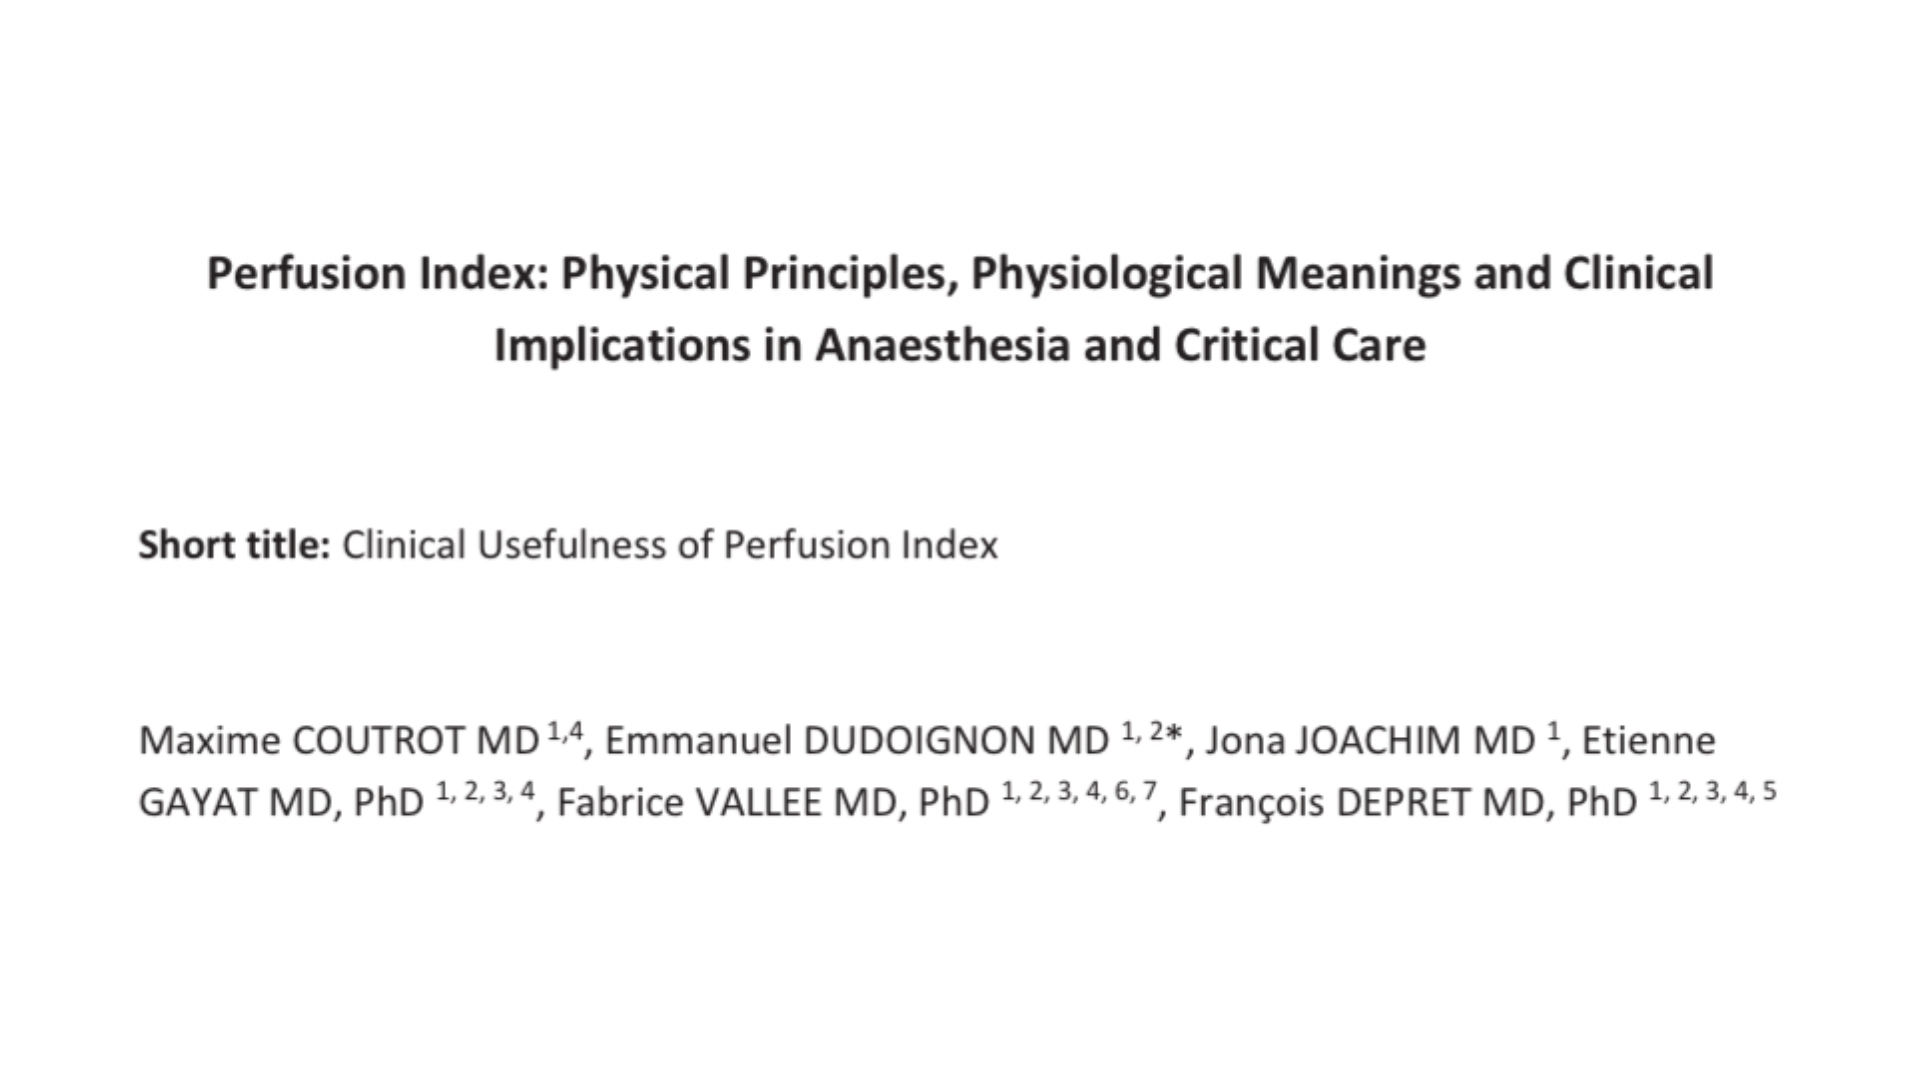 Perfusion Index: Physical Principles, Physiological Meanings and Clinical
Implications in Anaesthesia and Critical Care
Short title: Clinical Usefulness of Perfusion Index
Maxime COUTROT MD 1,4, Emmanuel DUDOIGNON MD 1, 2*, Jona JOACHIM MD 1, Etienne
GAYAT MD, PhD 1, 2, 3, 4, Fabrice VALLEE MD, PhD 1, 2, 3, 4, 6, 7, François DEPRET MD, PhD 1, 2, 3, 4, 5